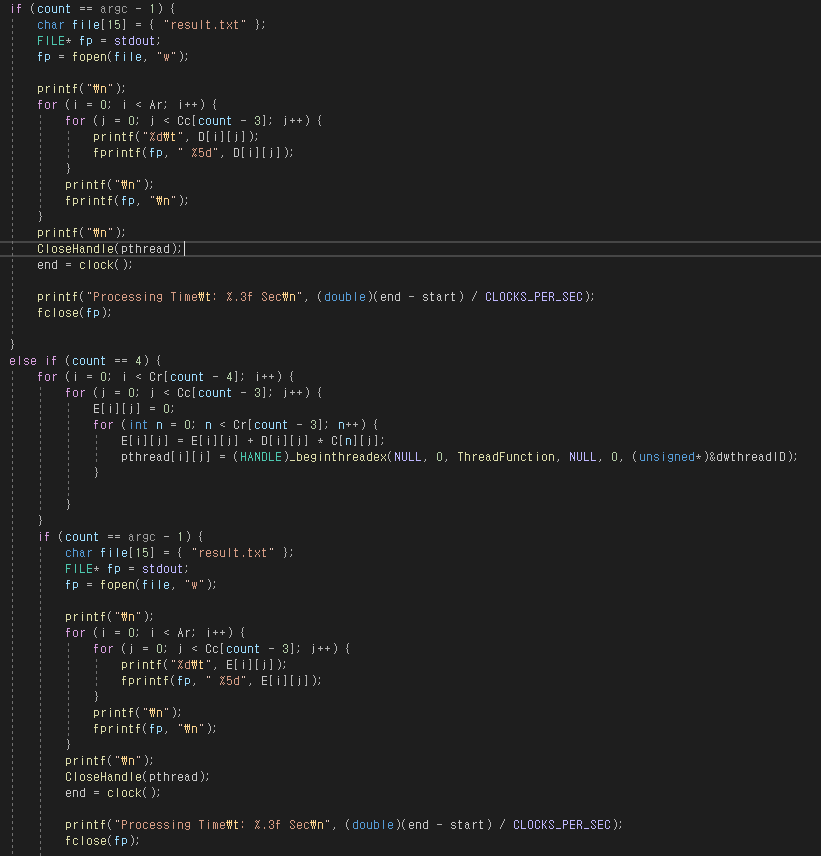 if (count == argc - 1) {
char file[15] = { "result.txt" };
FILE* fp = stdout;
fp = fopen(file, "w");
printf("₩n");
for (i = 0; i < Ar; i++) {
for (j = 0; j < Cc[count - 3]; j++) {
printf("%d₩t", D[i][j]);
fprintf(fp, " %5d", D[i][j]);
}
printf("₩n");
fprintf(fp, "₩n");
}
printf("₩n");
CloseHandle(pthread);
end = clock();
printf("Processing Time₩t: %.3f Sec₩n", (double)(end - start) / CLOCKS_PER_SEC);
fclose(fp);
}
else if (count == 4) {
for (i = 0; i < Cr[count - 4]; i++) {
for (j = 0; j < Cc[count - 3]; j++) {
E[i][j] = 0;
for (int n = 0; n < Cr[count - 3]; n++) {
E[i][j] = E[i][j] + D[i][j] * C[n][j];
pthread[i][j] = (HANDLE)_beginthreadex(NULL, 0, ThreadFunction, NULL, 0, (unsigned*)&dwthreadID);
}
}
}
if (count == argc - 1) {
char file[15] = { "result.txt" };
FILE* fp = stdout;
fp = fopen(file, "w");
printf("₩n");
for (i = 0; i < Ar; i++) {
for (j = 0; j < Cc[count - 3]; j++) {
printf("%d₩t", E[i][j]);
fprintf(fp, " %5d", E[i][j]);
}
printf("₩n");
fprintf(fp, "₩n");
}
printf("₩n");
CloseHandle(pthread);
end = clock();
printf("Processing Time₩t: %.3f Sec₩n", (double)(end - start) / CLOCKS_PER_SEC);
fclose(fp);